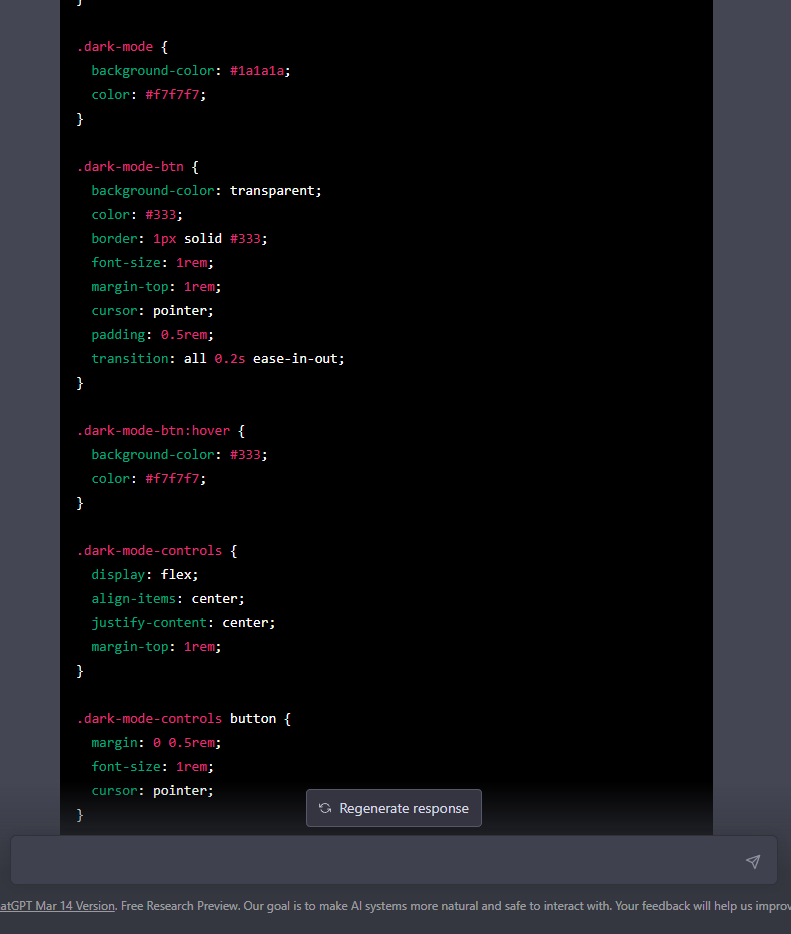 }
.dark-mode {
background-color: #1a1a1a;
color: #f7f7f7;
}
.dark-mode-btn {
background-color: transparent;
color: #333;
border: 1px solid #333;
font-size: 1rem;
margin-top: 1rem;
cursor: pointer;
padding: 0.5rem;
transition: all 0.2s ease-in-out;
}
.dark-mode-btn:hover {
background-color: #333;
color: #f7f7f7;
}
.dark-mode-controls {
display: flex;
align-items: center;
justify-content: center;
margin-top: 1rem;
}
.dark-mode-controls button {
margin: 0 0.5rem;
font-size: 1rem;
cursor: pointer;
}
Regenerate response
atGPT Mar 14 Version. Free Research Preview. Our goal is to make AI systems more natural and safe to interact with. Your feedback will help us improv